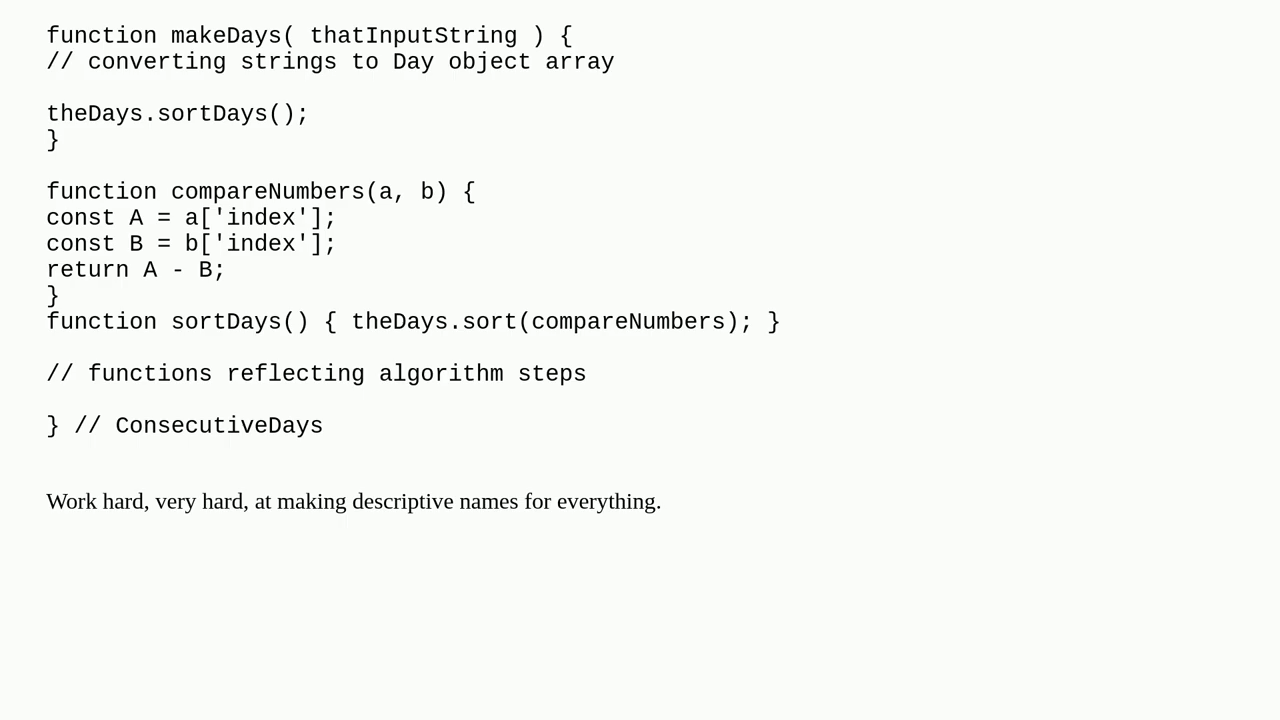 function makeDays( thatInputString ) {
// converting strings to Day object array
theDays.sortDays();
}
function compareNumbers(a, b) {
const A = a['index'];
const B = b['index'];
return A - B;
}
function sortDays() { theDays.sort(compareNumbers); }
// functions reflecting algorithm steps
} // ConsecutiveDays
Work hard, very hard, at making descriptive names for everything.